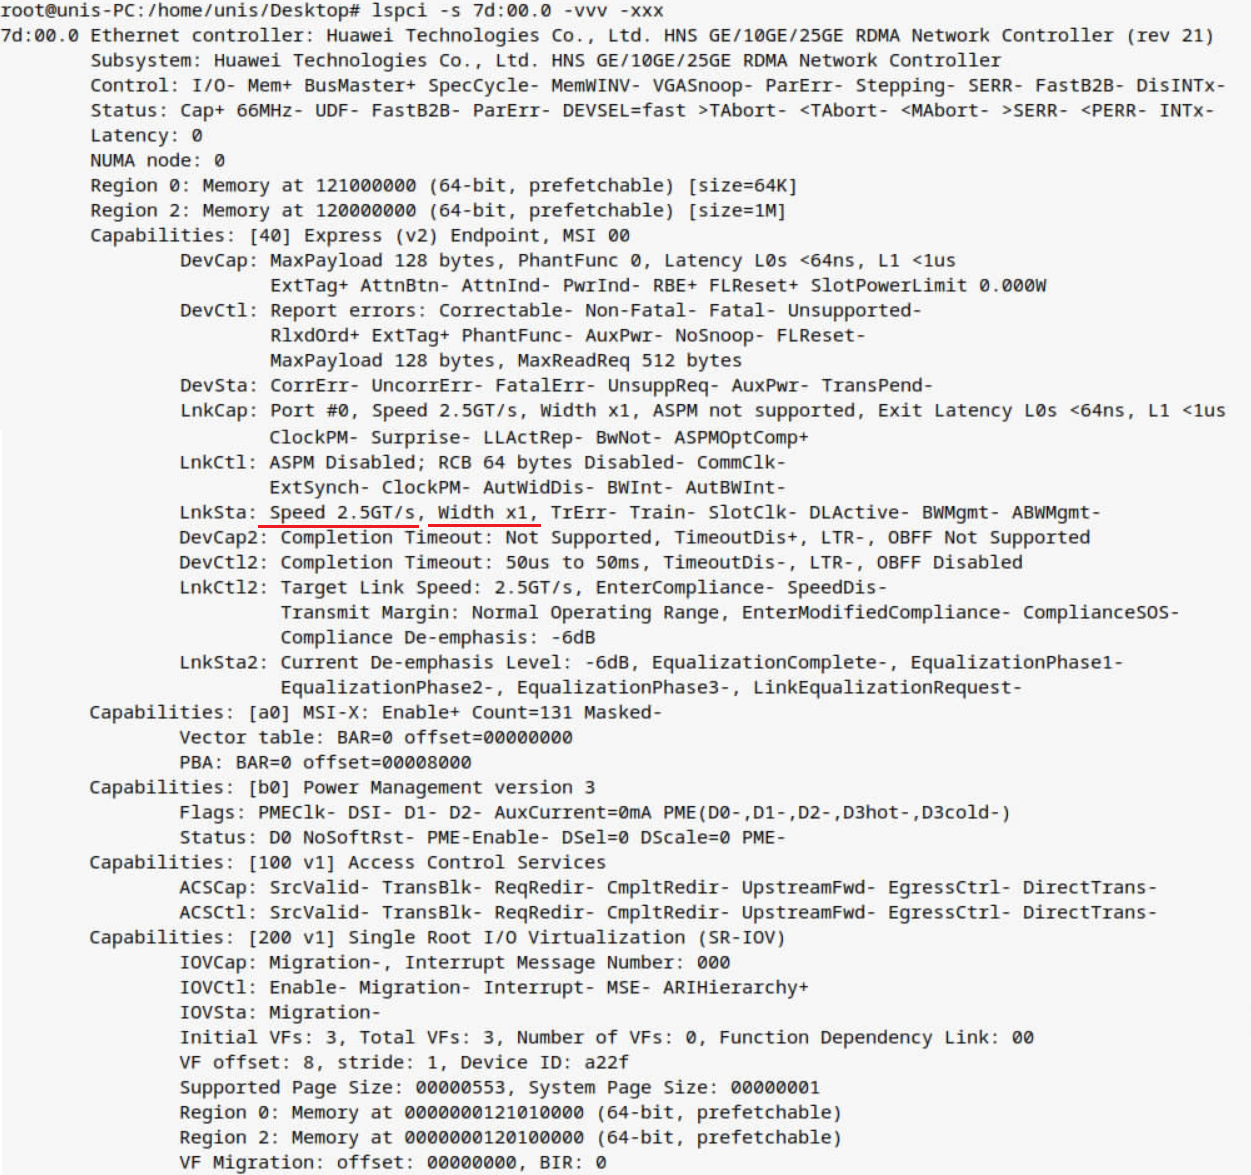 root@unis-PC:/home/unis/Desktop# lspci -s 7d:00.0 -vvv -xxx
7d:00.0 Ethernet controller: Huawei Technologies Co., Ltd. HNS GE/10GE/25GE RDMA Network Controller (rev 21)
Subsystem: Huawei Technologies Co., Ltd. HNS GE/10GE/25GE RDMA Network Controller
Control: I/O- Mem+ BusMaster+ SpecCycle- MemWINV- VGASnoop- ParErr- Stepping- SERR- FastB2B- DisINTx-
Status: Cap+ 66MHz- UDF- FastB2B- ParErr- DEVSEL=fast >TAbort- <TAbort- <MAbort- >SERR- <PERR- INTx-
Latency: 0
NUMA node: 0
Region 0: Memory at 121000000 (64-bit, prefetchable) [size=64K]
Region 2: Memory at 120000000 (64-bit, prefetchable) [size=1M]
Capabilities: [40] Express (v2) Endpoint, MSI 00
DevCap: MaxPayload 128 bytes, PhantFunc 0, Latency L0s <64ns, L1 <1us
ExtTag+ AttnBtn- AttnInd- PwrInd- RBE+ FLReset+ SlotPowerLimit 0.000W
DevCtl: Report errors: Correctable- Non-Fatal- Fatal- Unsupported-
RlxdOrd+ ExtTag+ PhantFunc- AuxPwr- NoSnoop- FLReset-
MaxPayload 128 bytes, MaxReadReq 512 bytes
DevSta: CorrErr- UncorrErr- FatalErr- UnsuppReq- AuxPwr- TransPend-
LnkCap: Port #0, Speed 2.5GT/s, Width x1, ASPM not supported, Exit Latency L0s <64ns, L1 <1us
ClockPM- Surprise- LLActRep- BwNot- ASPMOptComp+
LnkCtl: ASPM Disabled; RCB 64 bytes Disabled- CommClk-
ExtSynch- ClockPM- AutWidDis- BWInt- AutBWInt-
LnkSta: Speed 2.5GT/s, Width x1, TrErr- Train- SlotClk- DLActive- BWMgmt- ABWMgmt-
DevCap2: Completion Timeout: Not Supported, TimeoutDis+, LTR-, OBFF Not Supported
DevCtl2: Completion Timeout: 50us to 50ms, TimeoutDis-, LTR-, OBFF Disabled
LnkCtl2: Target Link Speed: 2.5GT/s, EnterCompliance- SpeedDis-
Transmit Margin: Normal Operating Range, EnterModifiedCompliance- ComplianceSOS-
Compliance De-emphasis: -6dB
LnkSta2: Current De-emphasis Level: -6dB, EqualizationComplete-, EqualizationPhase1-
EqualizationPhase2-, EqualizationPhase3-, LinkEqualizationRequest-
Capabilities: [a0] MSI-X: Enable+ Count=131 Masked-
Vector table: BAR=0 offset=00000000
PBA: BAR=0 offset=00008000
Capabilities: [b0] Power Management version 3
Flags: PMEClk- DSI- D1- D2- AuxCurrent=0mA PME(D0-,D1-,D2-,D3hot-,D3cold-)
Status: D0 NoSoftRst- PME-Enable- DSel=0 DScale=0 PME-
Capabilities: [100 v1] Access Control Services
ACSCap: SrcValid- TransBlk- ReqRedir- CmpltRedir- UpstreamFwd- EgressCtrl- DirectTrans-
ACSCtl: SrcValid- TransBlk- ReqRedir- CmpltRedir- UpstreamFwd- EgressCtrl- DirectTrans-
Capabilities: [200 v1] Single Root I/O Virtualization (SR-IOV)
IOVCap: Migration-, Interrupt Message Number: 000
IOVCtl: Enable- Migration- Interrupt- MSE- ARIHierarchy+
IOVSta: Migration-
Initial VFs: 3, Total VFs: 3, Number of VFs: 0, Function Dependency Link: 00
VF offset: 8, stride: 1, Device ID: a22f
Supported Page Size: 00000553, System Page Size: 00000001
Region 0: Memory at 0000000121010000 (64-bit, prefetchable)
Region 2: Memory at 0000000120100000 (64-bit, prefetchable)
VF Migration: offset: 00000000, BIR: 0